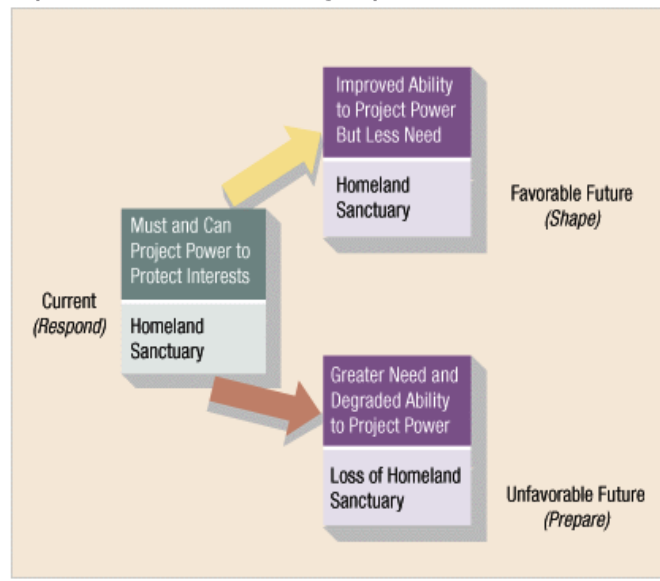 Improved Ability
to Project Power
But Less Need
Homeland
Sanctuary
Favorable Future
(Shape)
Must and Can
Project Power to
Protect Interests
Homeland
Sanctuary
Current
(Respond)
Greater Need and
Degraded Ability
to Project Power
Loss of Homeland
Sanctuary
Unfavorable Future
(Prepare)